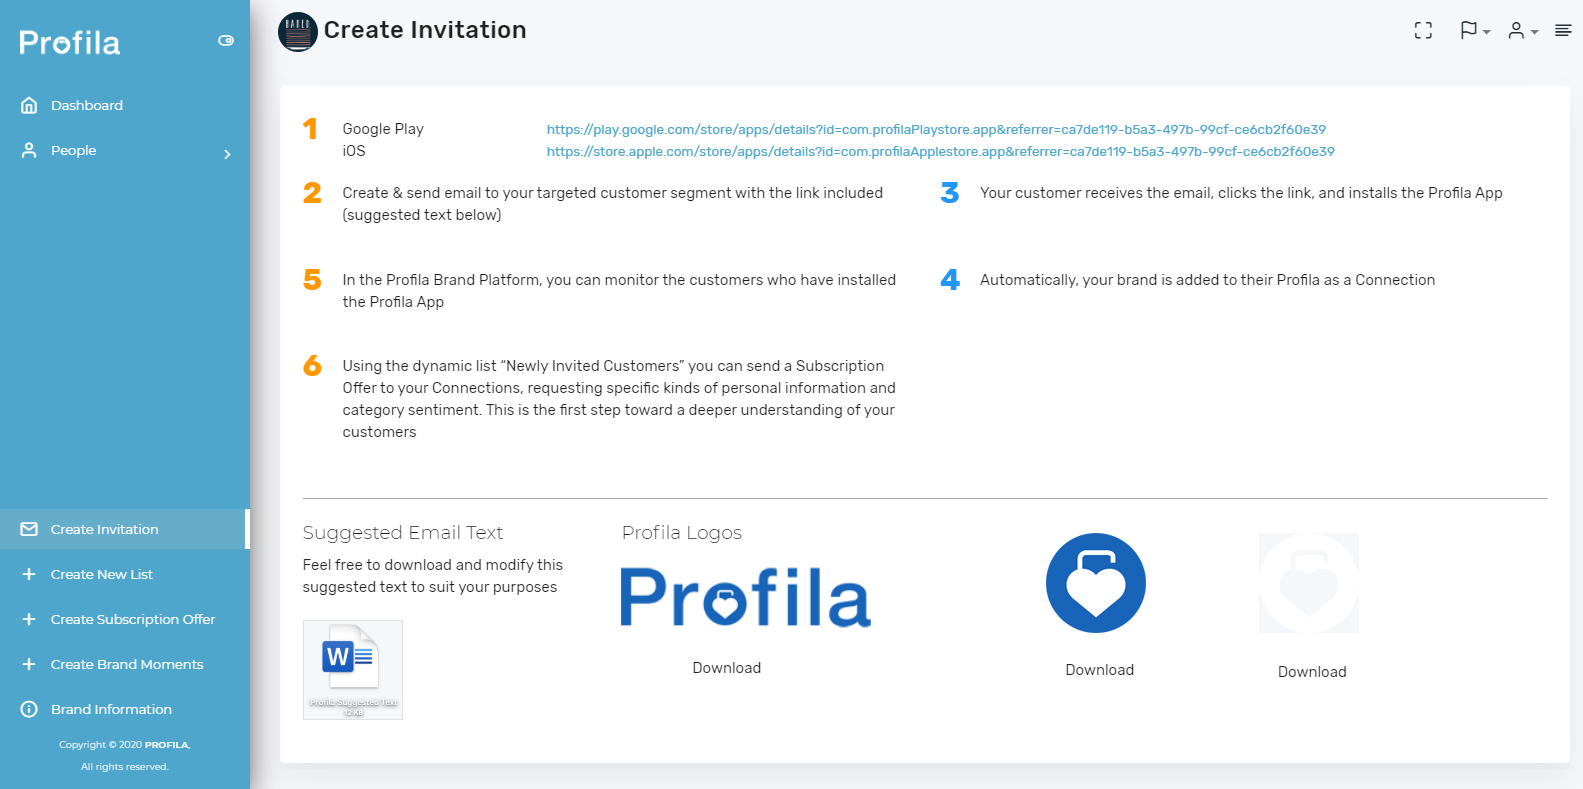 Profila
Dashboard
People
Create Invitation
Create New List
Create Subscription Offer
Create Brand Moments
Brand Information
Copyright © 2020 PROFILA,
All rights reserved.
Create Invitation
1
Google Play
https://play.google.com/store/apps/details?id=com.profilaPlaystore.app&referrer=ca7de119-b5a3-497b-99cf-ce6cb2f60e39
iOS
https://store.apple.com/store/apps/details?id=com.profilaApplestore.app&referrer=ca7de119-b5a3-497b-99cf-ce6cb2f60e39
2
Create & send email to your targeted customer segment with the link included
(suggested text below)
3
Your customer receives the email, clicks the link, and installs the Profila App
5
In the Profila Brand Platform, you can monitor the customers who have installed
the Profila App
4
Automatically, your brand is added to their Profila as a Connection
6
Using the dynamic list “Newly Invited Customers” you can send a Subscription
Offer to your Connections, requesting specific kinds of personal information and
category sentiment. This is the first step toward a deeper understanding of your
customers
Suggested Email Text
Feel free to download and modify this
suggested text to suit your purposes
W
Profila Suggested Text
12 KB
Profila Logos
Profila
Download
Download
Download